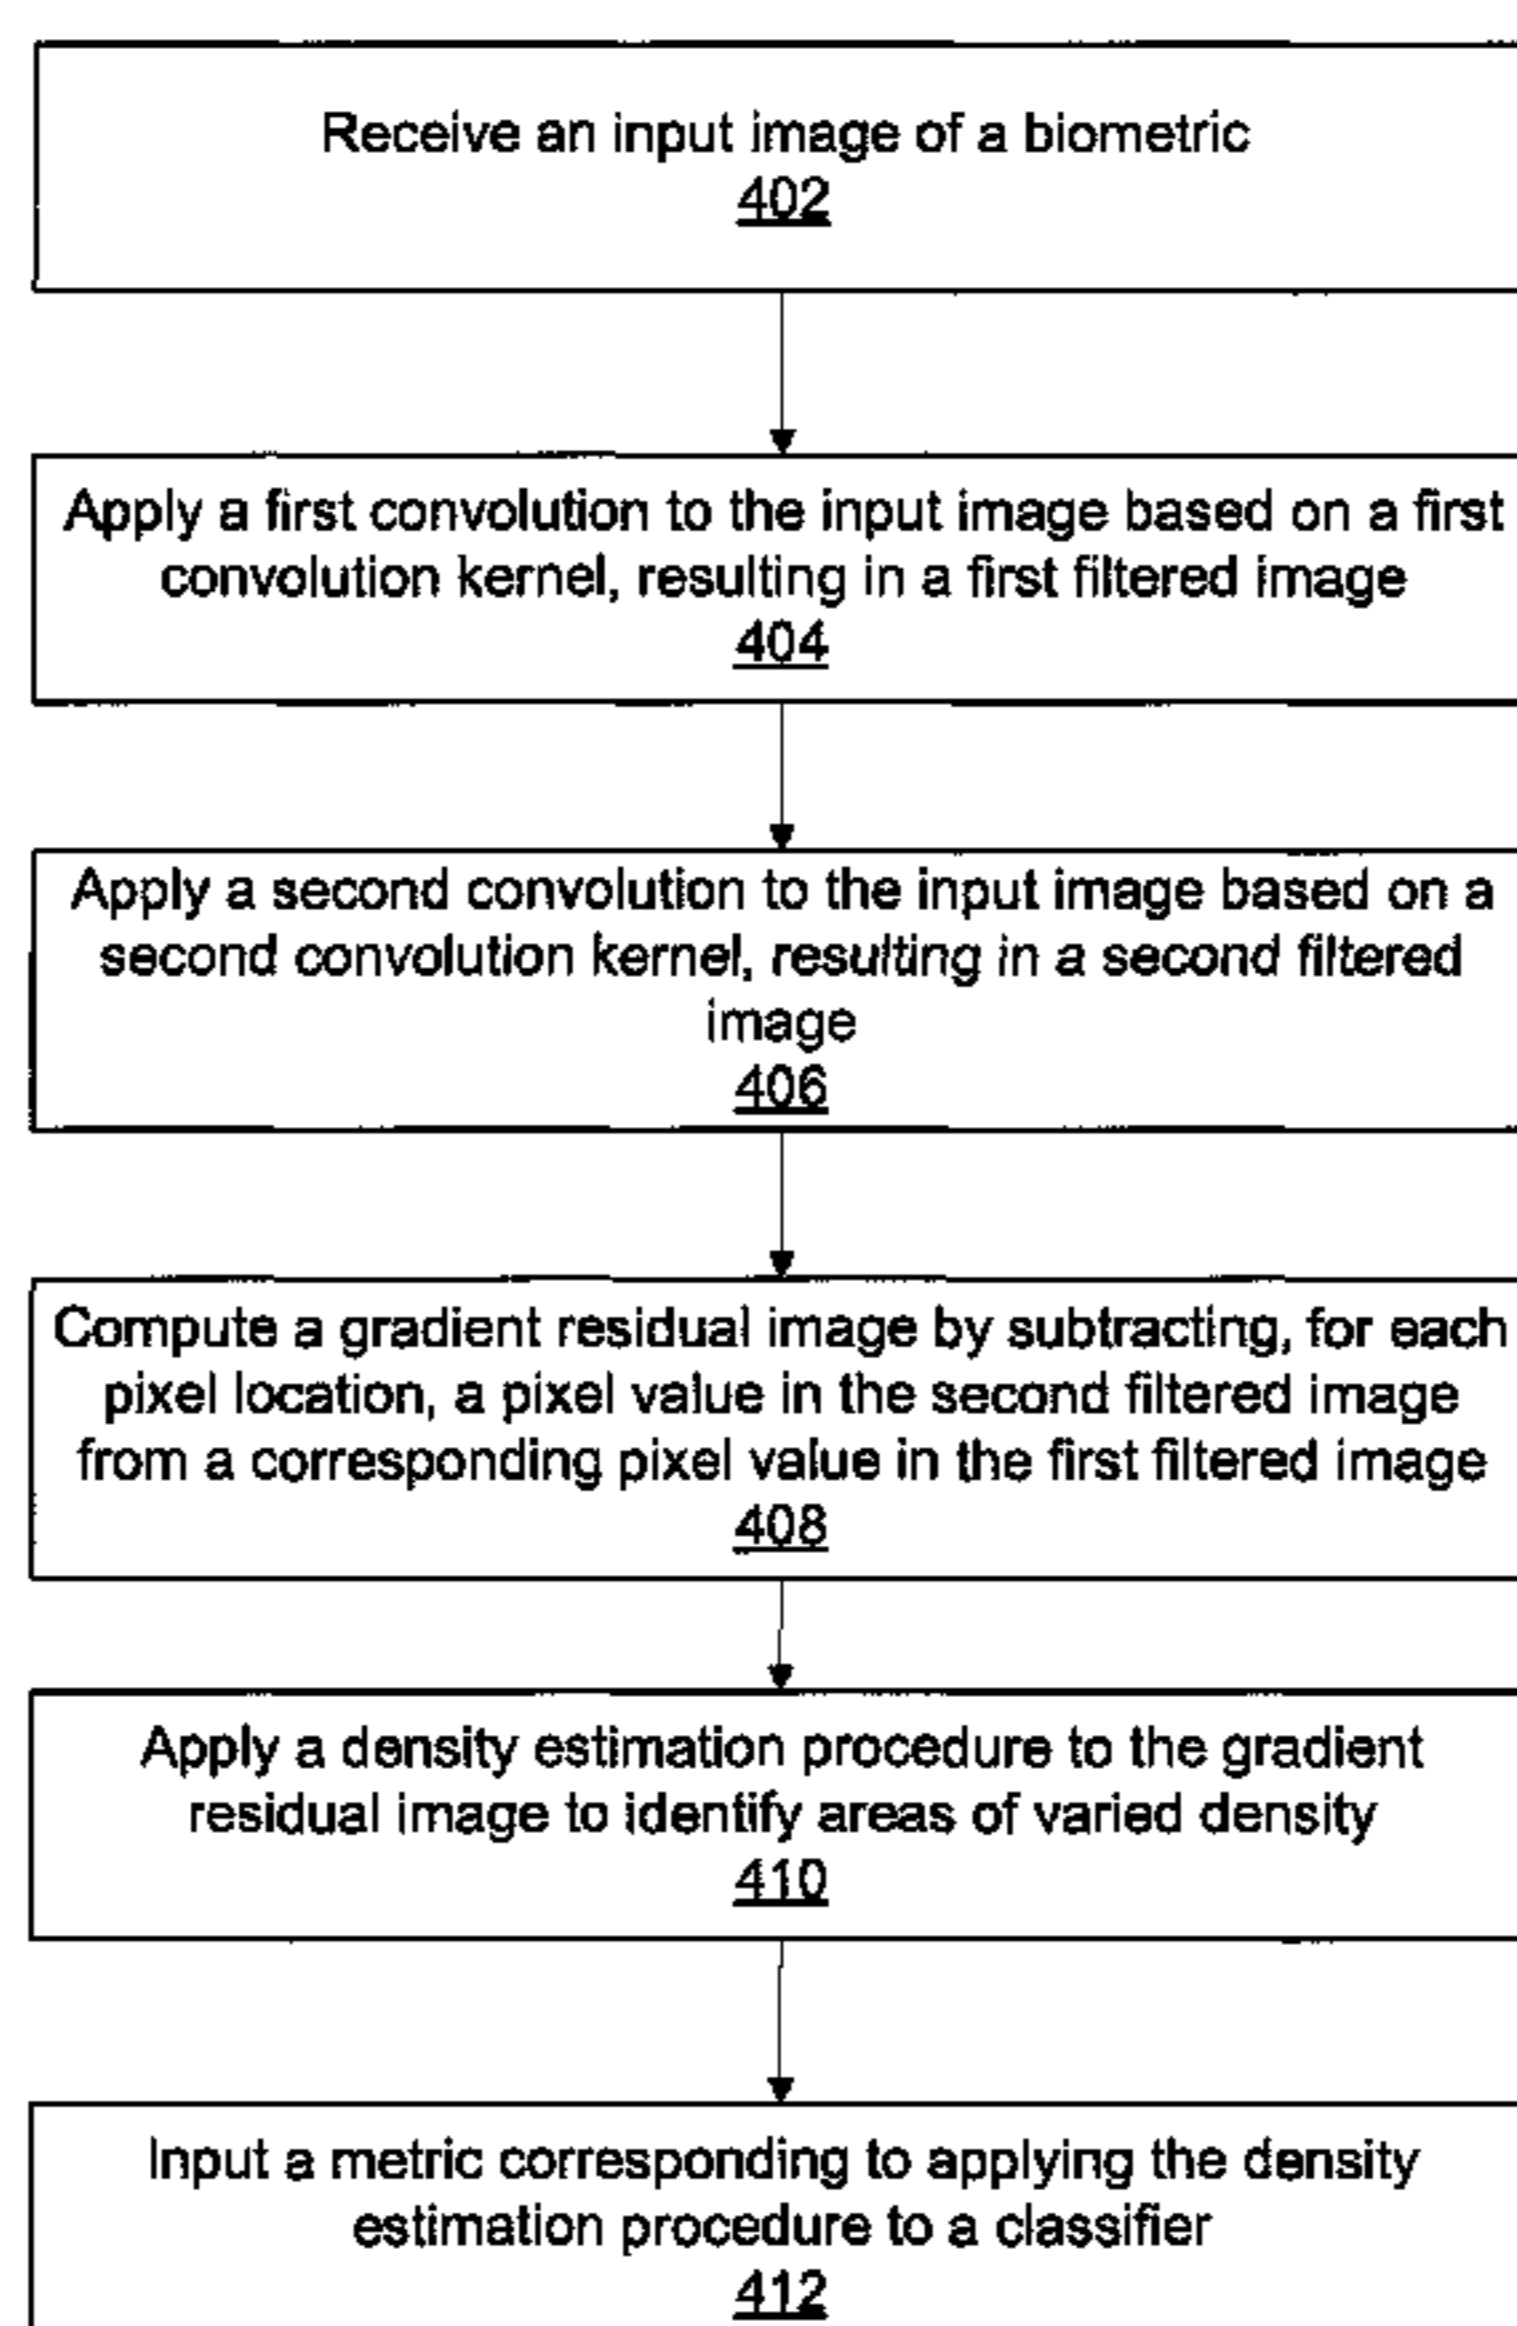 Receive an input image of a biometric
402
Apply a first convolution to the input image based on a first
convolution kernel, resulting in a first filtered image
404
Apply a second convolution to the input image based on a
second convolution kernel, resulting in a second filtered
image
406
Compute a gradient residual image by subtracting, for each
pixel location, a pixel value in the second filtered image
from a corresponding pixel value in the first filtered image
408
Apply a density estimation procedure to the gradient
residual image to identify areas of varied density
410
Input a metric corresponding to applying the density
estimation procedure to a classifier
412